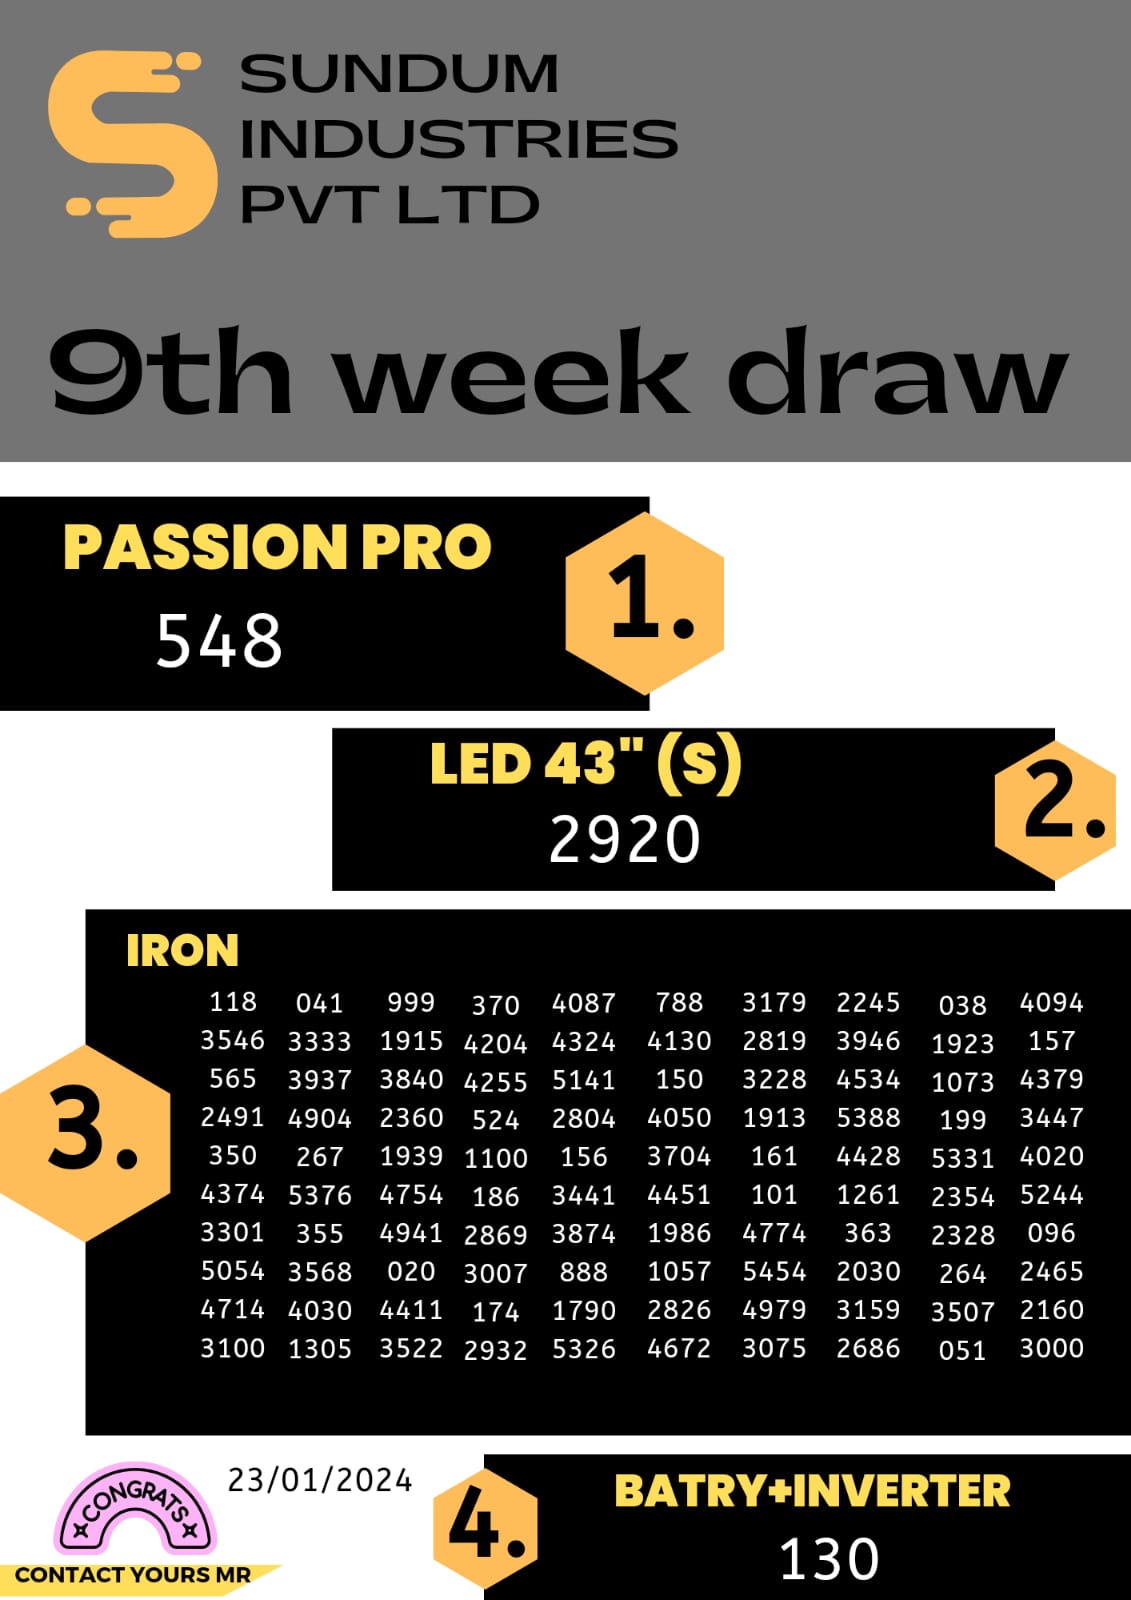 SUNDUM
INDUSTRIES
PVT LTD
9th week draw
PASSION PRO
548
1.
LED 43" (S)
2920
2.
IRON
118 041 999 370 4087 788 3179 2245 038 4094
3546 3333 1915 4204 4324 4130 2819 3946 1923 157
565 3937 3840 4255 5141 150 3228 4534 1073 4379
2491 4904 2360 524 2804 4050 1913 5388 199 3447
350 267 1939 1100 156 3704 161 4428 5331 4020
4374 5376 4754 186 3441 4451 101 1261 2354 5244
3301 355 4941 2869 3874 1986 4774 363 2328 096
5054 3568 020 3007 888 1057 5454 2030 264 2465
4714 4030 4411 174 1790 2826 4979 3159 3507 2160
3100 1305 3522 2932 5326 4672 3075 2686 051 3000
3.
CONGRATS
23/01/2024
CONTACT YOURS MR
4.
BATRY+INVERTER
130